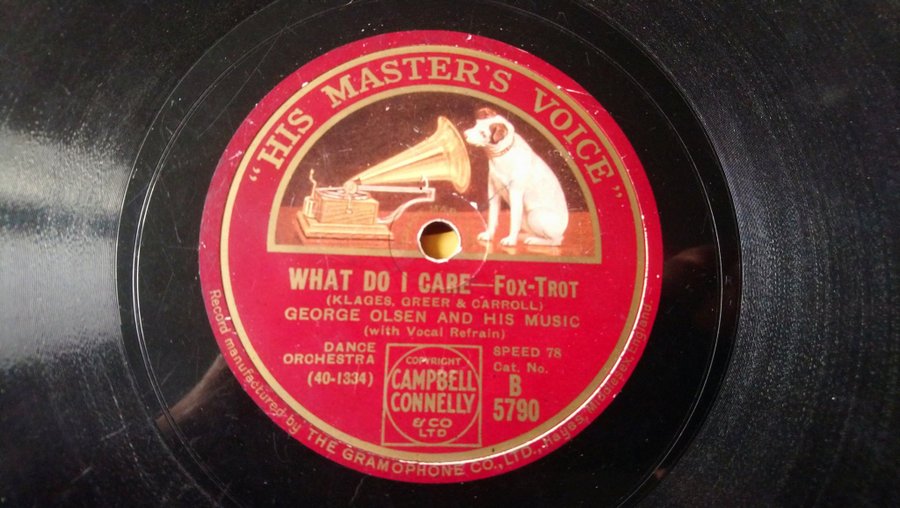 "HIS MASTER'S VOICE"
WHAT DO I CARE—FOX-TROT
(KLAGES, GREER & CARROLL)
GEORGE OLSEN AND HIS MUSIC
(with Vocal Refrain)
DANCE
ORCHESTRA
(40-1334)
COPYRIGHT
CAMPBELL
CONNELLY
& CO
LTD
SPEED 78
Cat. No.
B
5790
Record manufactured by THE GRAMOPHONE CO., LTD., Hayes, Middlesex, England.